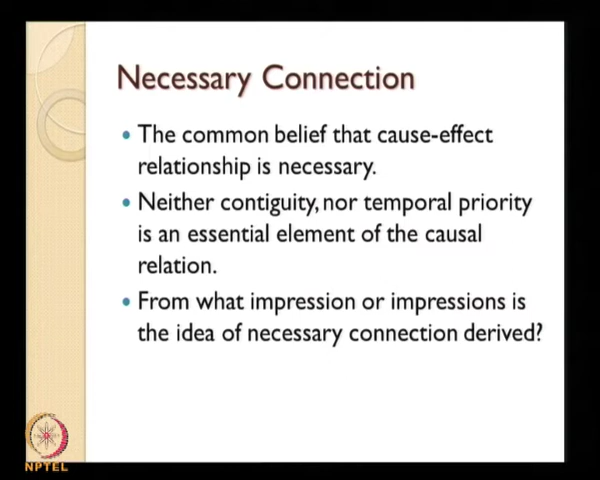 Necessary Connection
• The common belief that cause-effect
relationship is necessary.
• Neither contiguity, nor temporal priority
is an essential element of the causal
relation.
• From what impression or impressions is
the idea of necessary connection derived?
NPTEL